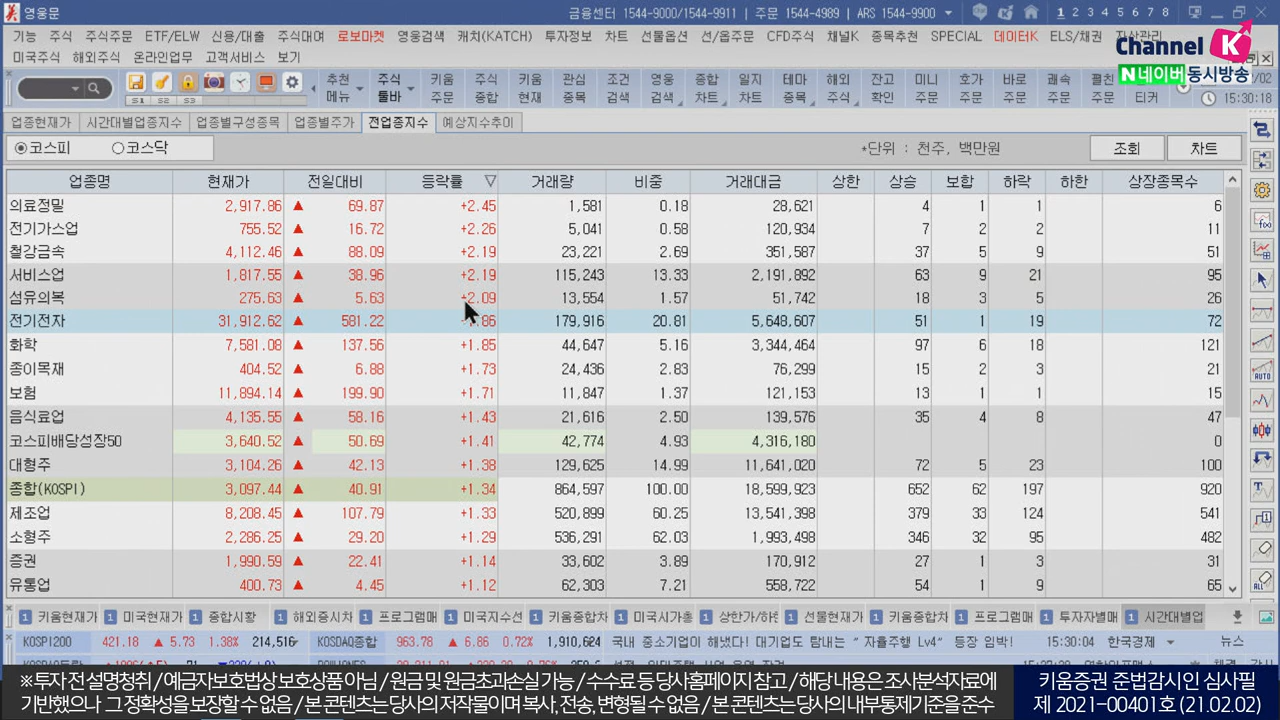 영웅문 금융센터 1544-9000/1544-9911 | 주문 1544-4989 | ARS 1544-9900 1 2 3 4 5 6 7 8
기능 주식 주식주문 ETF/ELW 신용/대출 주식대여 로보마켓 영웅검색 캐치(KATCH) 투자정보 차트 선물옵션 선/옵주문 CFD주식 채널K 종목추천 SPECIAL 데이터K ELS/채권 자산관리
Channel K
미국주식 해외주식 온라인업무 고객서비스 보기
N 네이버 동시방송
추천 메뉴 주식 툴바 키움 주문 주식 종합 키움 현재 관심 종목 조건 검색 영웅 검색 종합 차트 일지 차트 테마 종목 해외 주식 잔고 확인 미니 주문 호가 주문 바로 주문 쾌속 주문 펼친 티커
S1 S2 S3 15:30:18
업종현재가 시간대별업종지수 업종별구성종목 업종별주가 전업종지수 예상지수추이
코스피 코스닥 *단위 : 천주, 백만원 조회 차트
업종명 현재가 전일대비 등락률 ▽ 거래량 비중 거래대금 상한 상승 보합 하락 하한 상장종목수
의료정밀 2,917.86 ▲ 69.87 +2.45 1,581 0.18 28,621 4 1 1 6
전기가스업 755.52 ▲ 16.72 +2.26 5,041 0.58 120,934 7 2 2 11
철강금속 4,112.46 ▲ 88.09 +2.19 23,221 2.69 351,587 37 5 9 51
서비스업 1,817.55 ▲ 38.96 +2.19 115,243 13.33 2,191,892 63 9 21 95
섬유의복 275.63 ▲ 5.63 +2.09 13,554 1.57 51,742 18 3 5 26
전기전자 31,912.62 ▲ 581.22 .86 179,916 20.81 5,648,607 51 1 19 72
화학 7,581.08 ▲ 137.56 +1.85 44,647 5.16 3,344,464 97 6 18 121
종이목재 404.52 ▲ 6.88 +1.73 24,436 2.83 76,299 15 2 3 21
보험 11,894.14 ▲ 199.90 +1.71 11,847 1.37 121,153 13 1 1 15
음식료업 4,135.55 ▲ 58.16 +1.43 21,616 2.50 139,576 35 4 8 47
코스피배당성장50 3,640.52 ▲ 50.69 +1.41 42,774 4.93 4,316,180 0
대형주 3,104.26 ▲ 42.13 +1.38 129,625 14.99 11,641,020 72 5 23 100
종합(KOSPI) 3,097.44 ▲ 40.91 +1.34 864,597 100.00 18,599,923 652 62 197 920
제조업 8,208.45 ▲ 107.79 +1.33 520,899 60.25 13,541,398 379 33 124 541
소형주 2,286.25 ▲ 29.20 +1.29 536,291 62.03 1,993,498 346 32 95 482
증권 1,990.59 ▲ 22.41 +1.14 33,602 3.89 170,912 27 1 3 31
유통업 400.73 ▲ 4.45 +1.12 62,303 7.21 558,722 54 1 9 65
1 키움현재가 1 미국현재가 1 종합시황 1 해외증시차 1 프로그램매 1 미국지수선 1 키움종합차 1 미국시가총 1 상한가/하한 1 선물현재가 1 키움종합차 1 프로그램매 1 투자자별매 1 시간대별업
KOSPI200 421.18 ▲ 5.73 1.38% 214,516 KOSDAQ종합 963.78 ▲ 6.86 0.72% 1,910,624 국내 중소기업이 해냈다! 대기업도 탐내는 "자율주행 Lv4" 등장 임박! 15:30:04 한국경제 뉴스
※ 투자 전 설명청취 / 예금자보호법상 보호상품 아님 / 원금 및 원금초과손실 가능 / 수수료 등 당사홈페이지 참고 / 해당 내용은 조사분석자료에
기반했으나 그 정확성을 보장할 수 없음 / 본 콘텐츠는 당사의 저작물이며 복사, 전송, 변형될 수 없음 / 본 콘텐츠는 당사의 내부통제기준을 준수
키움증권 준법감시인 심사필
제 2021-00401호 (21.02.02)